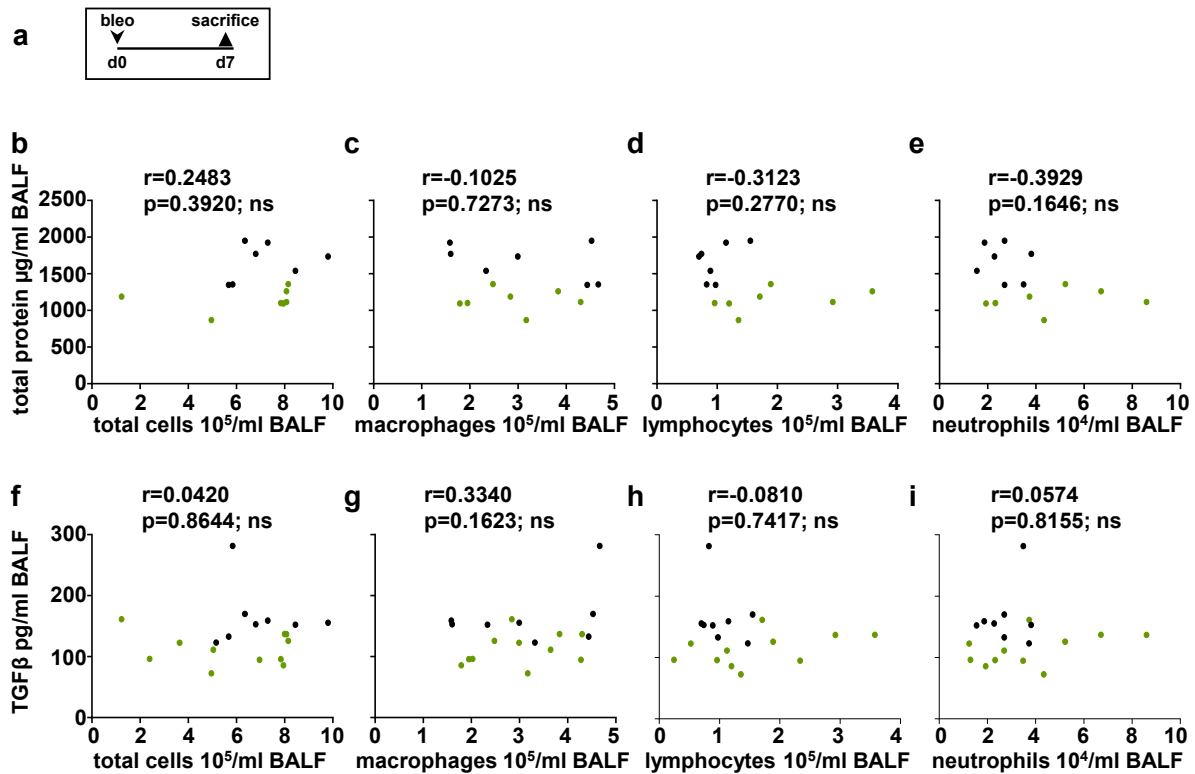 a
bleo sacrifice
d0 d7
b c d e
r=0.2483 r=-0.1025 r=-0.3123 r=-0.3929
p=0.3920; ns p=0.7273; ns p=0.2770; ns p=0.1646; ns
total protein µg/ml BALF
2500
2000
1500
1000
500
0
0 2 4 6 8 10 0 1 2 3 4 5 0 1 2 3 4 0 2 4 6 8 10
total cells 10⁵/ml BALF macrophages 10⁵/ml BALF lymphocytes 10⁵/ml BALF neutrophils 10⁴/ml BALF
f g h i
r=0.0420 r=0.3340 r=-0.0810 r=0.0574
p=0.8644; ns p=0.1623; ns p=0.7417; ns p=0.8155; ns
TGFβ pg/ml BALF
300
200
100
0
0 2 4 6 8 10 0 1 2 3 4 5 0 1 2 3 4 0 2 4 6 8 10
total cells 10⁵/ml BALF macrophages 10⁵/ml BALF lymphocytes 10⁵/ml BALF neutrophils 10⁴/ml BALF